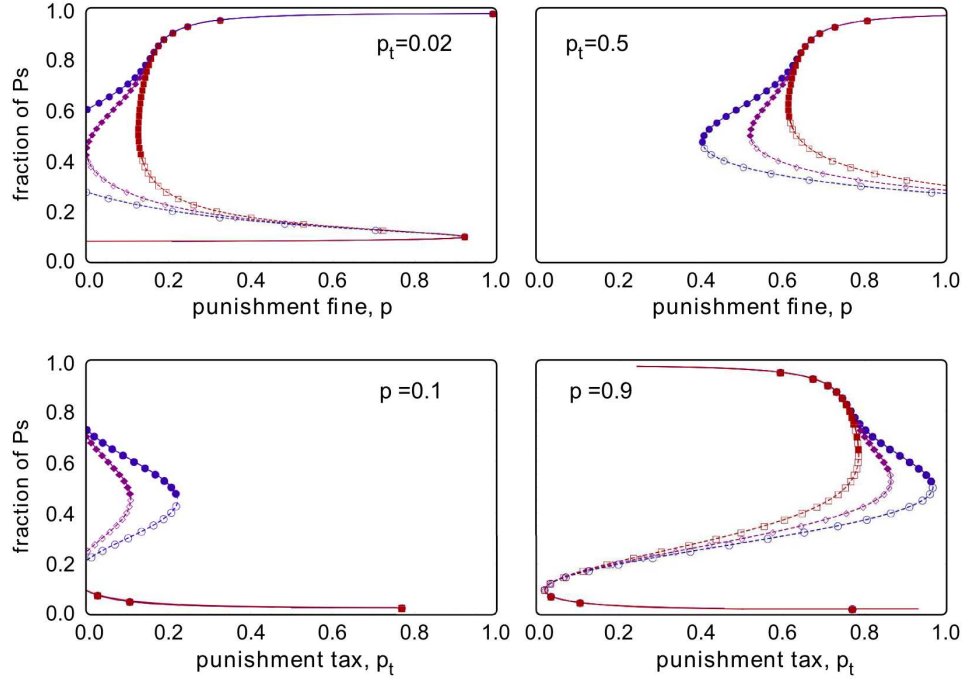 1.0
0.8
0.6
0.4
0.2
0.0
fraction of Ps
pt=0.02
0.0 0.2 0.4 0.6 0.8 1.0
punishment fine, p
pt=0.5
0.0 0.2 0.4 0.6 0.8 1.0
punishment fine, p
1.0
0.8
0.6
0.4
0.2
0.0
fraction of Ps
p =0.1
0.0 0.2 0.4 0.6 0.8 1.0
punishment tax, pt
p =0.9
0.0 0.2 0.4 0.6 0.8 1.0
punishment tax, pt